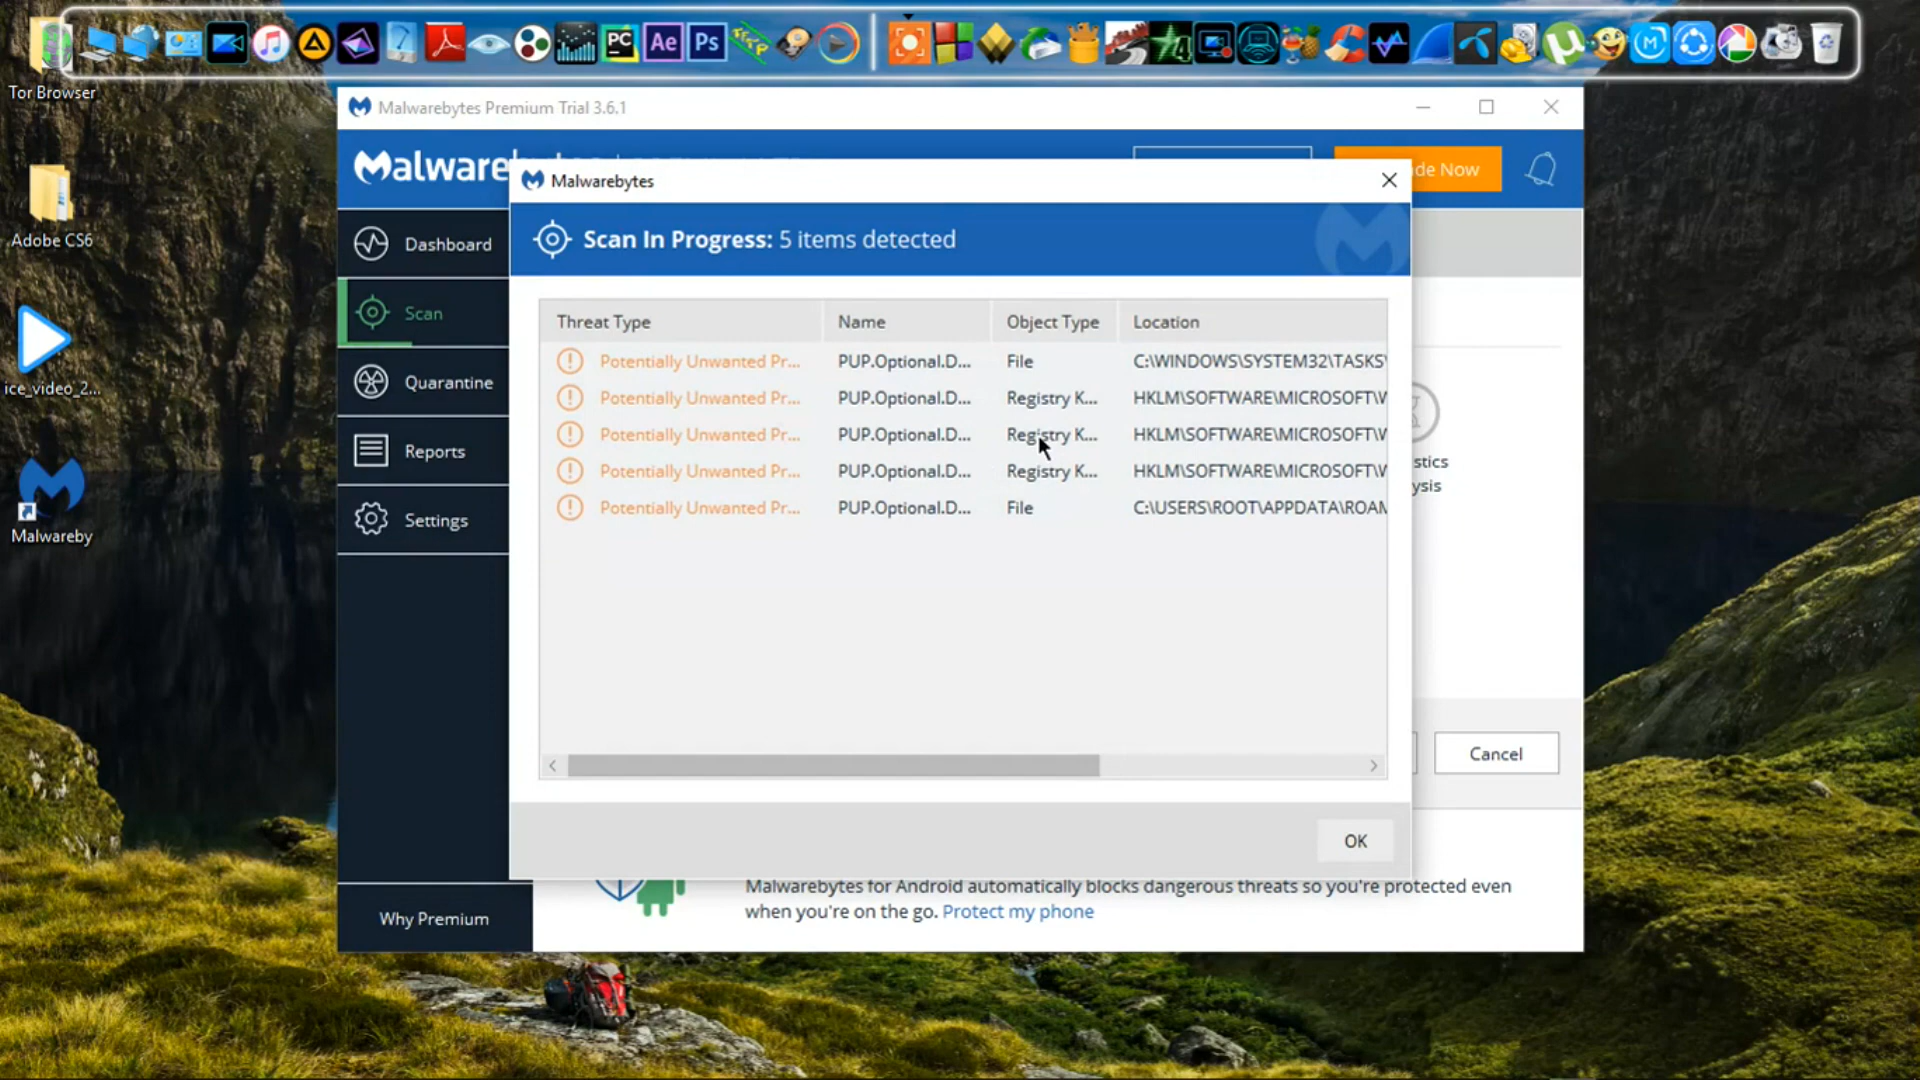 Tor Browser
Adobe CS6
ice_video_2...
Malwareby
PC
Ae
Ps
Malwarebytes Premium Trial 3.6.1
Malware
de Now
Dashboard
Scan
Quarantine
Reports
Settings
Why Premium
Malwarebytes
Scan In Progress: 5 items detected
Threat Type Name Object Type Location
Potentially Unwanted Pr... PUP.Optional.D... File C:\WINDOWS\SYSTEM32\TASKS\
Potentially Unwanted Pr... PUP.Optional.D... Registry K... HKLM\SOFTWARE\MICROSOFT\W
Potentially Unwanted Pr... PUP.Optional.D... Registry K... HKLM\SOFTWARE\MICROSOFT\W
Potentially Unwanted Pr... PUP.Optional.D... Registry K... HKLM\SOFTWARE\MICROSOFT\W
Potentially Unwanted Pr... PUP.Optional.D... File C:\USERS\ROOT\APPDATA\ROAM
stics
ysis
Cancel
OK
Malwarebytes for Android automatically blocks dangerous threats so you're protected even
when you're on the go. Protect my phone